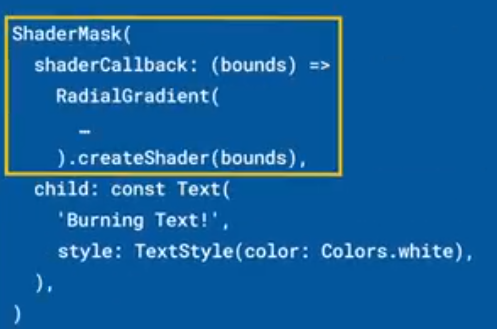 ShaderMask(
  shaderCallback: (bounds) =>
    RadialGradient(
      …
    ).createShader(bounds),
  child: const Text(
    'Burning Text!',
    style: TextStyle(color: Colors.white),
  ),
)